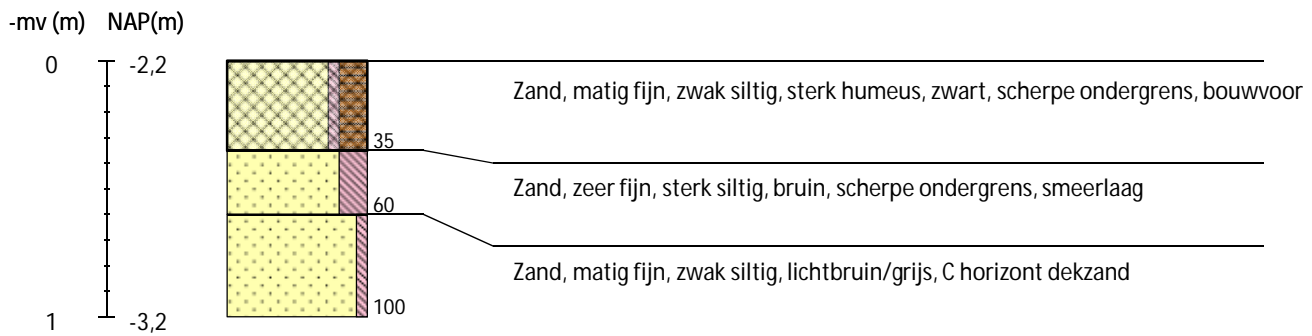 -mv (m) NAP(m)
0 -2,2
Zand, matig fijn, zwak siltig, sterk humeus, zwart, scherpe ondergrens, bouwvoor
35
Zand, zeer fijn, sterk siltig, bruin, scherpe ondergrens, smeerlaag
60
Zand, matig fijn, zwak siltig, lichtbruin/grijs, C horizont dekzand
100
1 -3,2